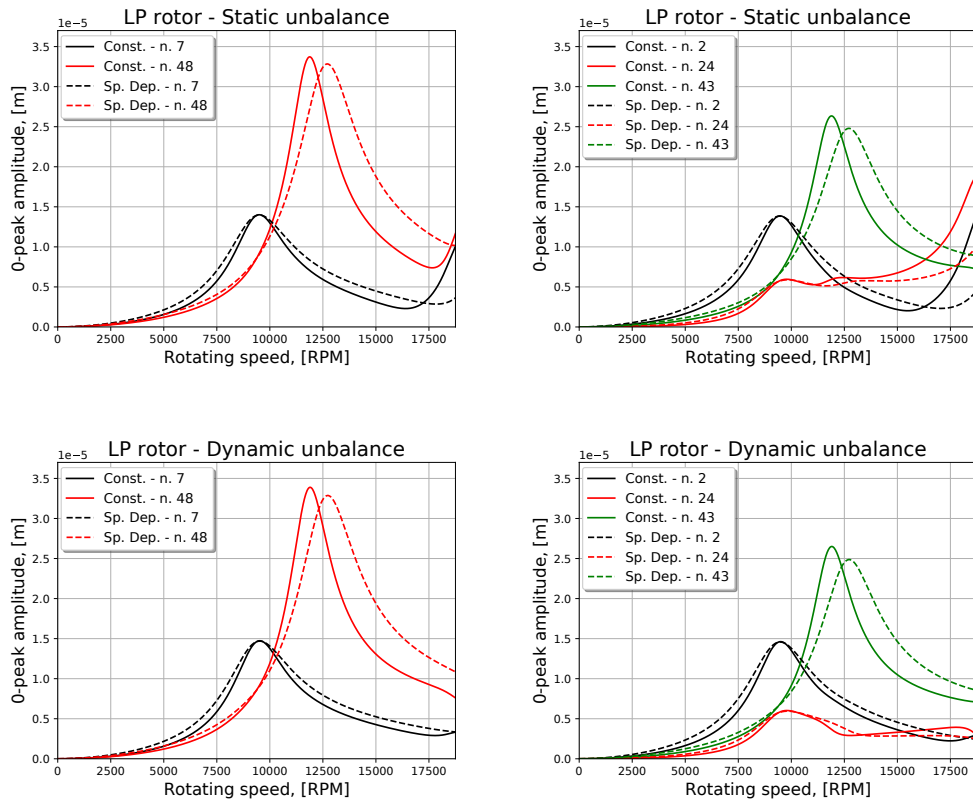 LP rotor - Static unbalance
1e−5
Const. - n. 7
Const. - n. 48
Sp. Dep. - n. 7
Sp. Dep. - n. 48
3.5
3.0
2.5
2.0
1.5
1.0
0.5
0.0
0-peak amplitude, [m]
0 2500 5000 7500 10000 12500 15000 17500
Rotating speed, [RPM]
LP rotor - Static unbalance
1e−5
Const. - n. 2
Const. - n. 24
Const. - n. 43
Sp. Dep. - n. 2
Sp. Dep. - n. 24
Sp. Dep. - n. 43
3.5
3.0
2.5
2.0
1.5
1.0
0.5
0.0
0-peak amplitude, [m]
0 2500 5000 7500 10000 12500 15000 17500
Rotating speed, [RPM]
LP rotor - Dynamic unbalance
1e−5
Const. - n. 7
Const. - n. 48
Sp. Dep. - n. 7
Sp. Dep. - n. 48
3.5
3.0
2.5
2.0
1.5
1.0
0.5
0.0
0-peak amplitude, [m]
0 2500 5000 7500 10000 12500 15000 17500
Rotating speed, [RPM]
LP rotor - Dynamic unbalance
1e−5
Const. - n. 2
Const. - n. 24
Const. - n. 43
Sp. Dep. - n. 2
Sp. Dep. - n. 24
Sp. Dep. - n. 43
3.5
3.0
2.5
2.0
1.5
1.0
0.5
0.0
0-peak amplitude, [m]
0 2500 5000 7500 10000 12500 15000 17500
Rotating speed, [RPM]